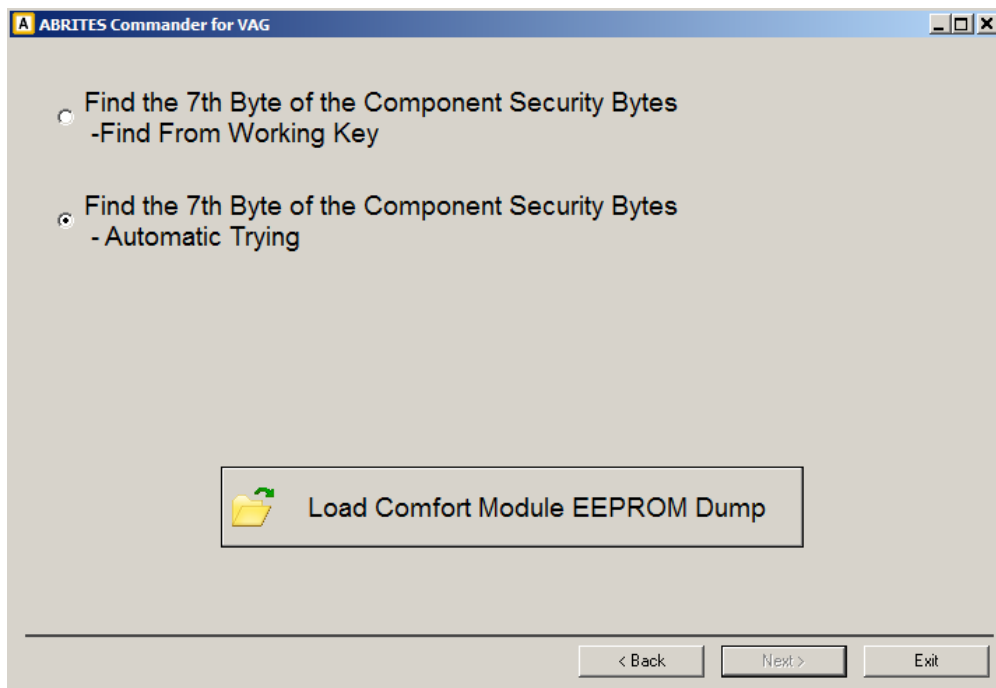 ABRITES Commander for VAG
Find the 7th Byte of the Component Security Bytes
-Find From Working Key
Find the 7th Byte of the Component Security Bytes
- Automatic Trying
Load Comfort Module EEPROM Dump
< Back
Next >
Exit